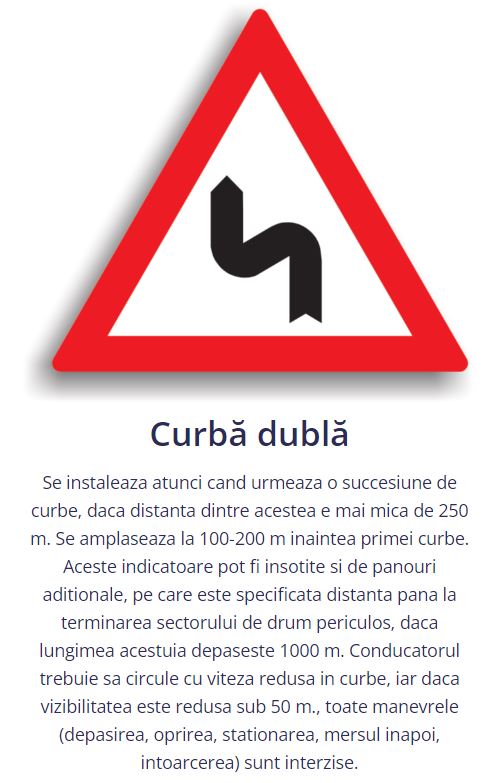 Curbă dublă
Se instaleaza atunci cand urmeaza o succesiune de
curbe, daca distanta dintre acestea e mai mica de 250
m. Se amplaseaza la 100-200 m inaintea primei curbe.
Aceste indicatoare pot fi insotite si de panouri
aditionale, pe care este specificata distanta pana la
terminarea sectorului de drum periculos, daca
lungimea acestuia depaseste 1000 m. Conducatorul
trebuie sa circule cu viteza redusa in curbe, iar daca
vizibilitatea este redusa sub 50 m., toate manevrele
(depasirea, oprirea, stationarea, mersul inapoi,
intoarcerea) sunt interzise.